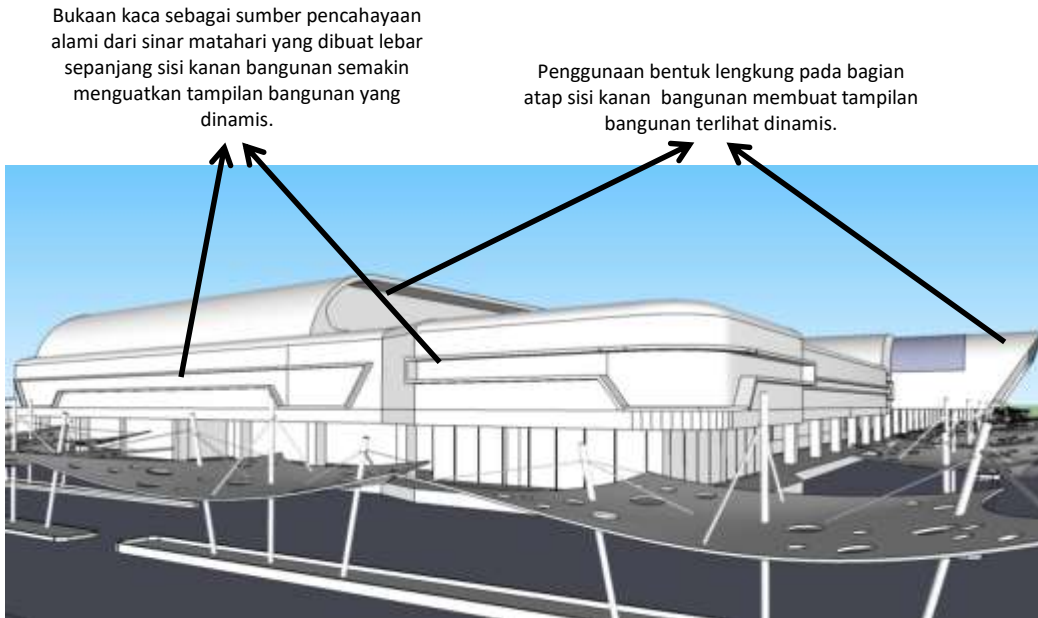 Bukaan kaca sebagai sumber pencahayaan
alami dari sinar matahari yang dibuat lebar
sepanjang sisi kanan bangunan semakin
menguatkan tampilan bangunan yang
dinamis.
Penggunaan bentuk lengkung pada bagian
atap sisi kanan bangunan membuat tampilan
bangunan terlihat dinamis.